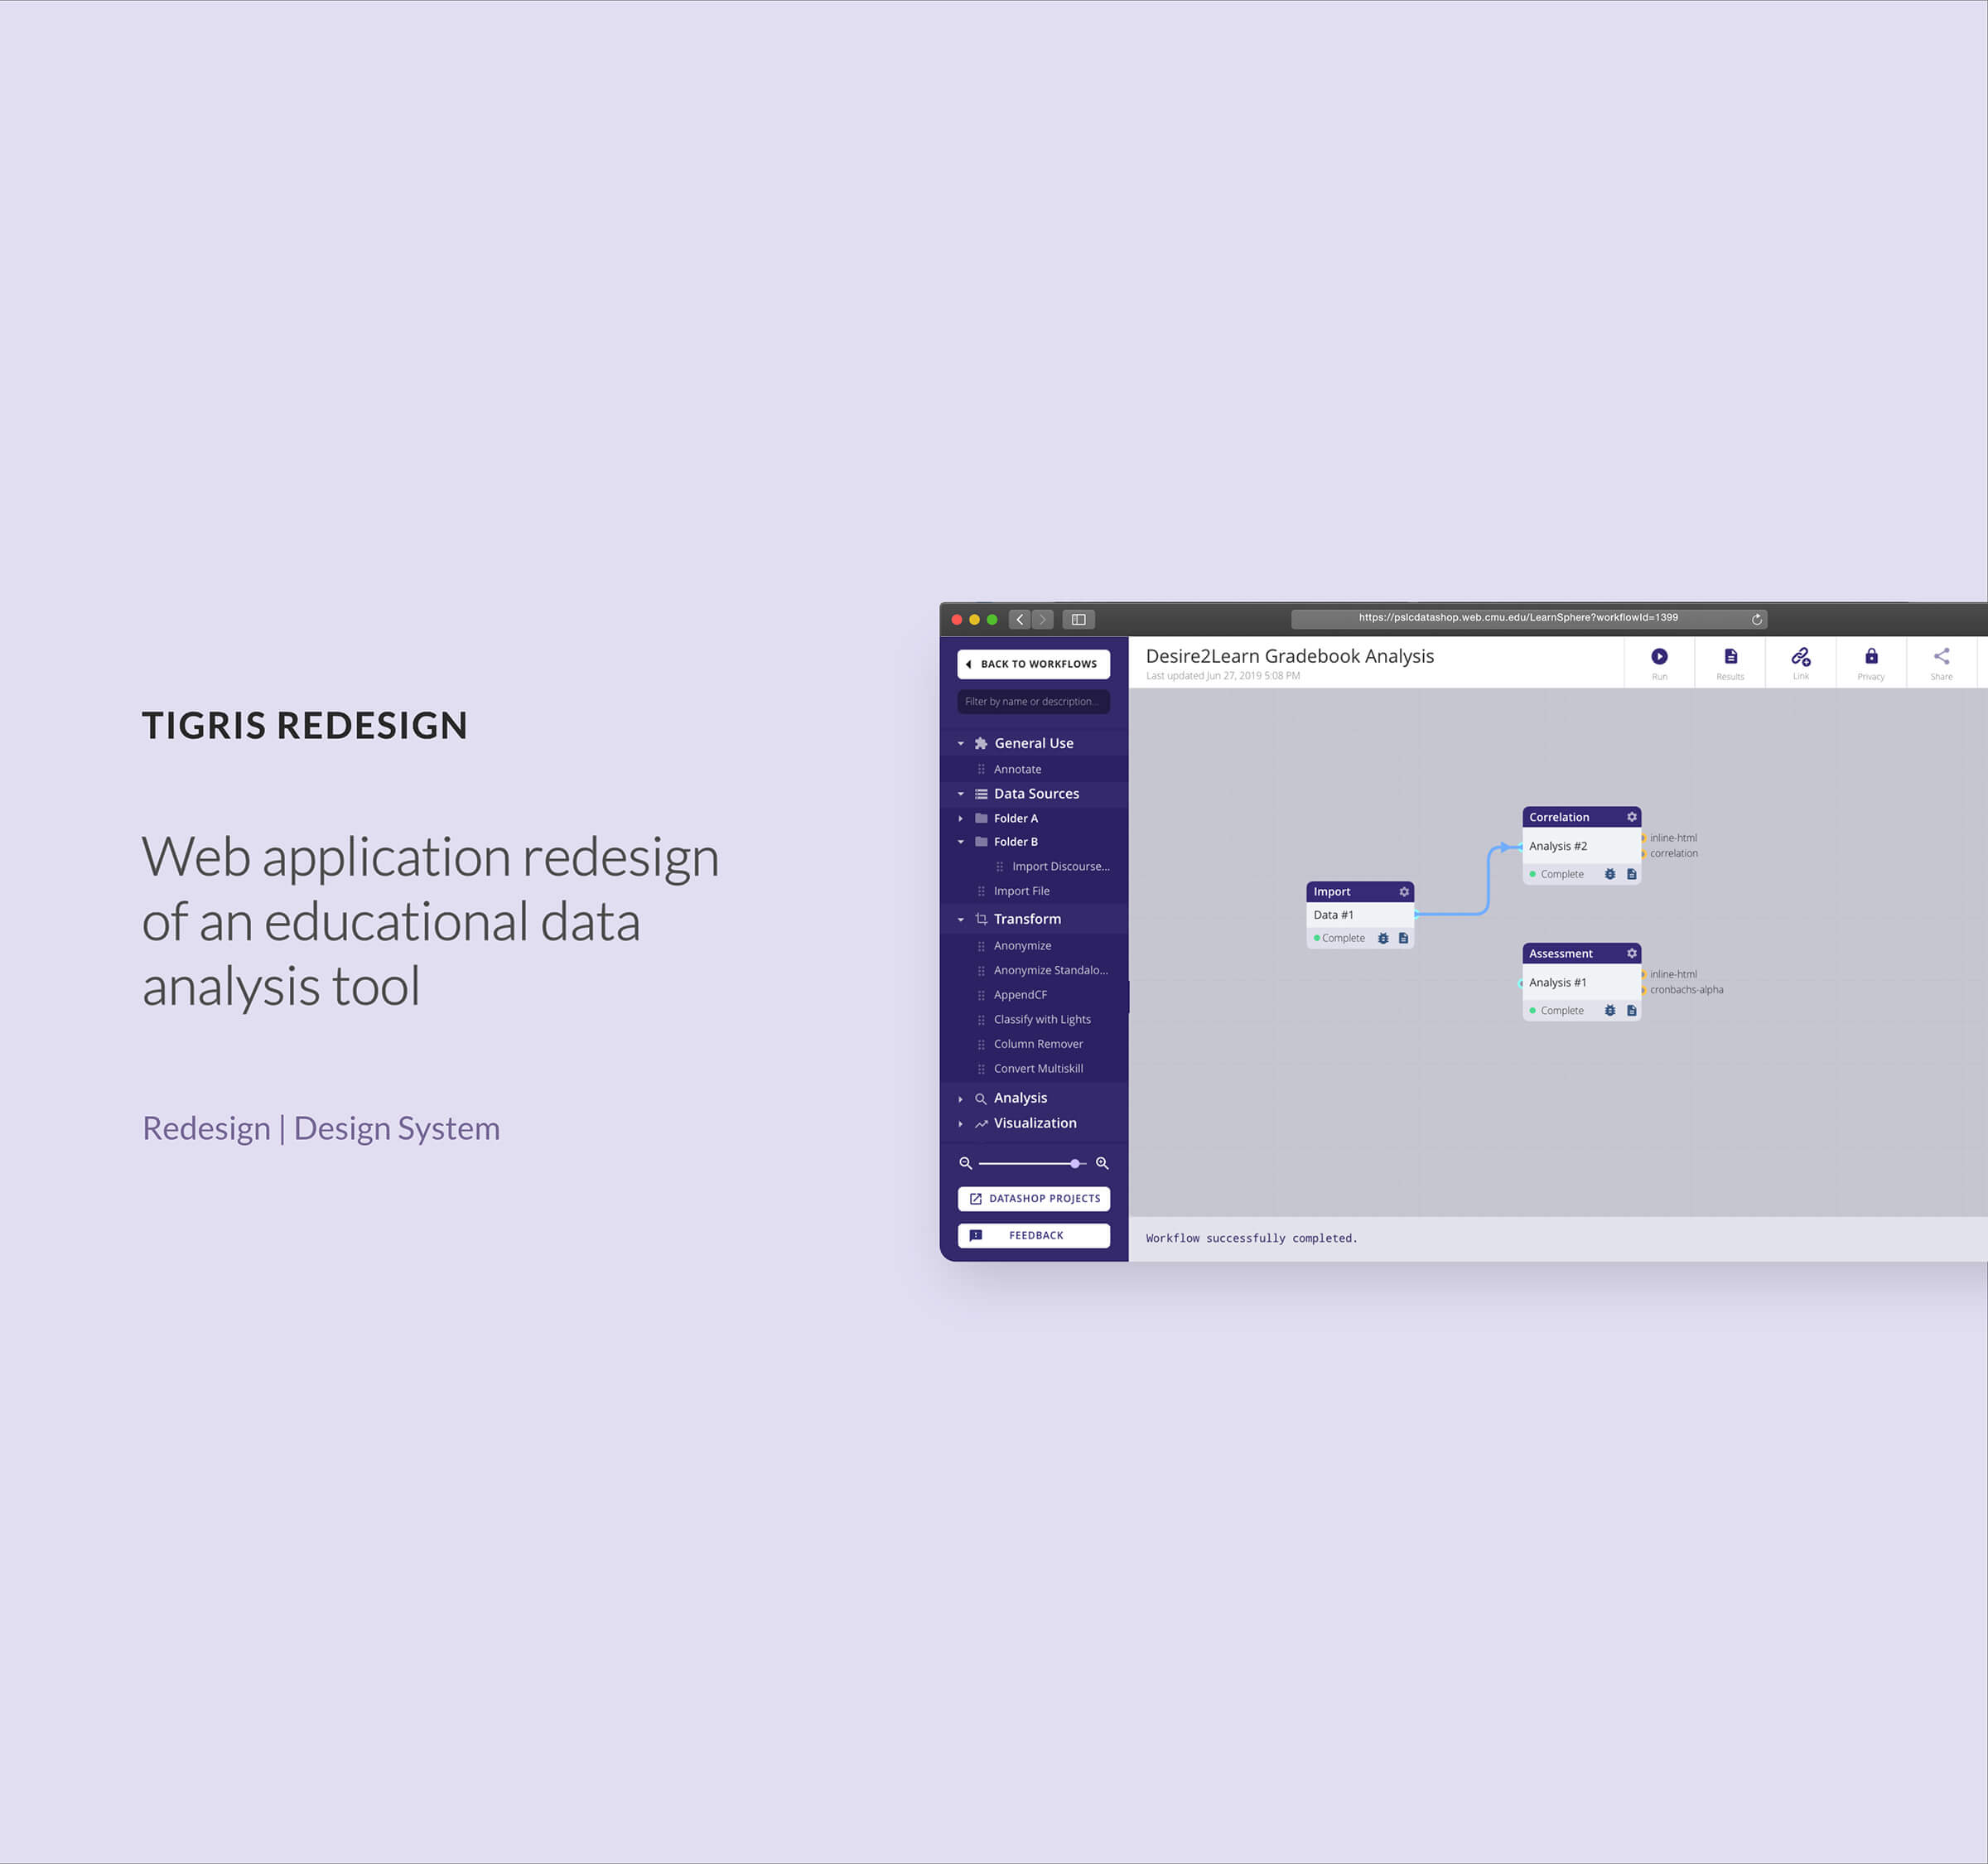 TIGRIS REDESIGN
Web application redesign
of an educational data
analysis tool
Redesign | Design System
https://pslcdatashop.web.cmu.edu/LearnSphere?workflowId=1399
BACK TO WORKFLOWS
Filter by name or description...
General Use
Annotate
Data Sources
Folder A
Folder B
Import Discourse...
Import File
Transform
Anonymize
Anonymize Standalo...
AppendCF
Classify with Lights
Column Remover
Convert Multiskill
Analysis
Visualization
DATASHOP PROJECTS
FEEDBACK
Desire2Learn Gradebook Analysis
Last updated Jun 27, 2019 5:08 PM
Run
Results
Link
Privacy
Share
Import
Data #1
Complete
Correlation
Analysis #2
Complete
inline-html
correlation
Assessment
Analysis #1
Complete
inline-html
cronbachs-alpha
Workflow successfully completed.